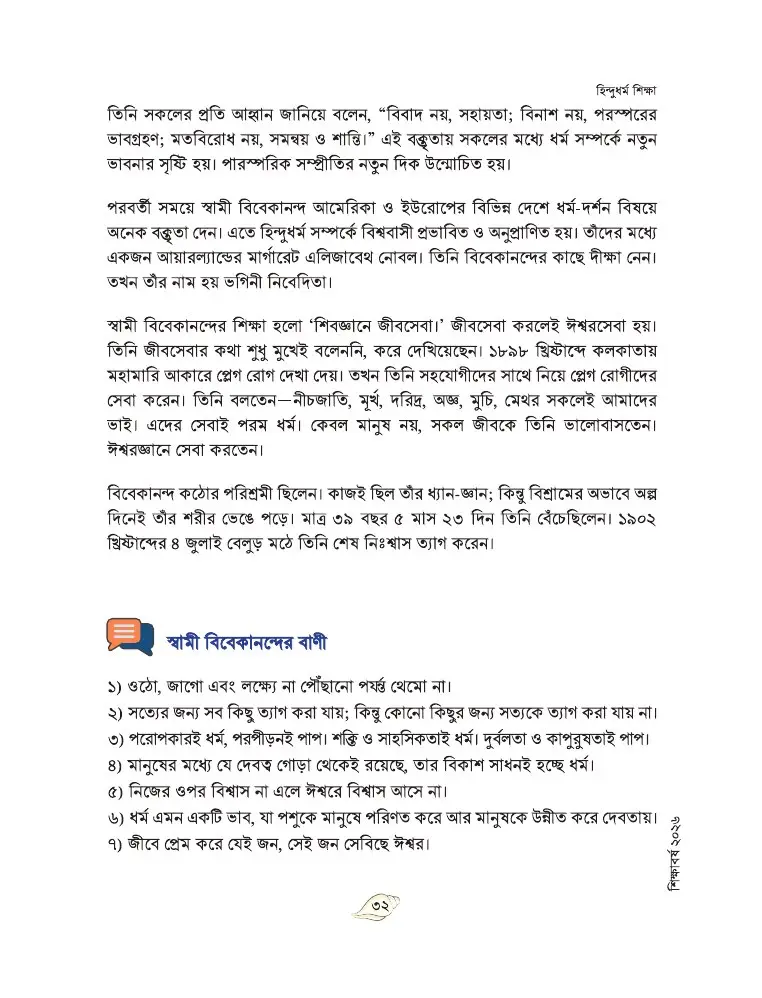 হিন্দুধর্ম শিক্ষা
তিনি সকলের প্রতি আহ্বান জানিয়ে বলেন, “বিবাদ নয়, সহায়তা; বিনাশ নয়, পরস্পরের
ভাবগ্রহণ; মতবিরোধ নয়, সমন্বয় ও শান্তি।” এই বক্তৃতায় সকলের মধ্যে ধর্ম সম্পর্কে নতুন
ভাবনার সৃষ্টি হয়। পারস্পরিক সম্প্রীতির নতুন দিক উন্মোচিত হয়।
পরবর্তী সময়ে স্বামী বিবেকানন্দ আমেরিকা ও ইউরোপের বিভিন্ন দেশে ধর্ম-দর্শন বিষয়ে
অনেক বক্তৃতা দেন। এতে হিন্দুধর্ম সম্পর্কে বিশ্ববাসী প্রভাবিত ও অনুপ্রাণিত হয়। তাঁদের মধ্যে
একজন আয়ারল্যান্ডের মার্গারেট এলিজাবেথ নোবল। তিনি বিবেকানন্দের কাছে দীক্ষা নেন।
তখন তাঁর নাম হয় ভগিনী নিবেদিতা।
স্বামী বিবেকানন্দের শিক্ষা হলো ‘শিবজ্ঞানে জীবসেবা।’ জীবসেবা করলেই ঈশ্বরসেবা হয়।
তিনি জীবসেবার কথা শুধু মুখেই বলেননি, করে দেখিয়েছেন। ১৮৯৮ খ্রিষ্টাব্দে কলকাতায়
মহামারি আকারে প্লেগ রোগ দেখা দেয়। তখন তিনি সহযোগীদের সাথে নিয়ে প্লেগ রোগীদের
সেবা করেন। তিনি বলতেন—নীচজাতি, মূর্খ, দরিদ্র, অজ্ঞ, মুচি, মেথর সকলেই আমাদের
ভাই। এদের সেবাই পরম ধর্ম। কেবল মানুষ নয়, সকল জীবকে তিনি ভালোবাসতেন।
ঈশ্বরজ্ঞানে সেবা করতেন।
বিবেকানন্দ কঠোর পরিশ্রমী ছিলেন। কাজই ছিল তাঁর ধ্যান-জ্ঞান; কিন্তু বিশ্রামের অভাবে অল্প
দিনেই তাঁর শরীর ভেঙে পড়ে। মাত্র ৩৯ বছর ৫ মাস ২৩ দিন তিনি বেঁচেছিলেন। ১৯০২
খ্রিষ্টাব্দের ৪ জুলাই বেলুড় মঠে তিনি শেষ নিঃশ্বাস ত্যাগ করেন।
স্বামী বিবেকানন্দের বাণী
১) ওঠো, জাগো এবং লক্ষ্যে না পৌঁছানো পর্যন্ত থেমো না।
২) সত্যের জন্য সব কিছু ত্যাগ করা যায়; কিন্তু কোনো কিছুর জন্য সত্যকে ত্যাগ করা যায় না।
৩) পরোপকারই ধর্ম, পরপীড়নই পাপ। শক্তি ও সাহসিকতাই ধর্ম। দুর্বলতা ও কাপুরুষতাই পাপ।
৪) মানুষের মধ্যে যে দেবত্ব গোড়া থেকেই রয়েছে, তার বিকাশ সাধনই হচ্ছে ধর্ম।
৫) নিজের ওপর বিশ্বাস না এলে ঈশ্বরে বিশ্বাস আসে না।
৬) ধর্ম এমন একটি ভাব, যা পশুকে মানুষে পরিণত করে আর মানুষকে উন্নীত করে দেবতায়।
৭) জীবে প্রেম করে যেই জন, সেই জন সেবিছে ঈশ্বর।
শিক্ষাবর্ষ ২০২৬
৩২